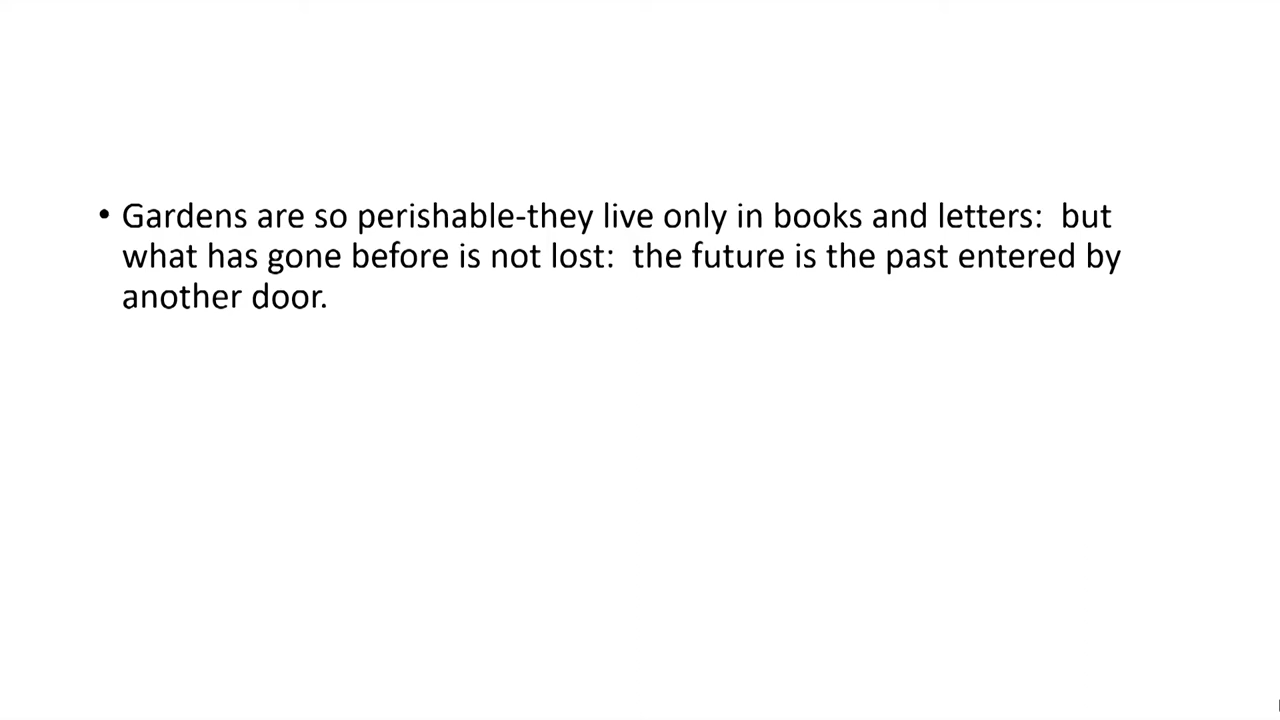 • Gardens are so perishable-they live only in books and letters:  but
what has gone before is not lost:  the future is the past entered by
another door.